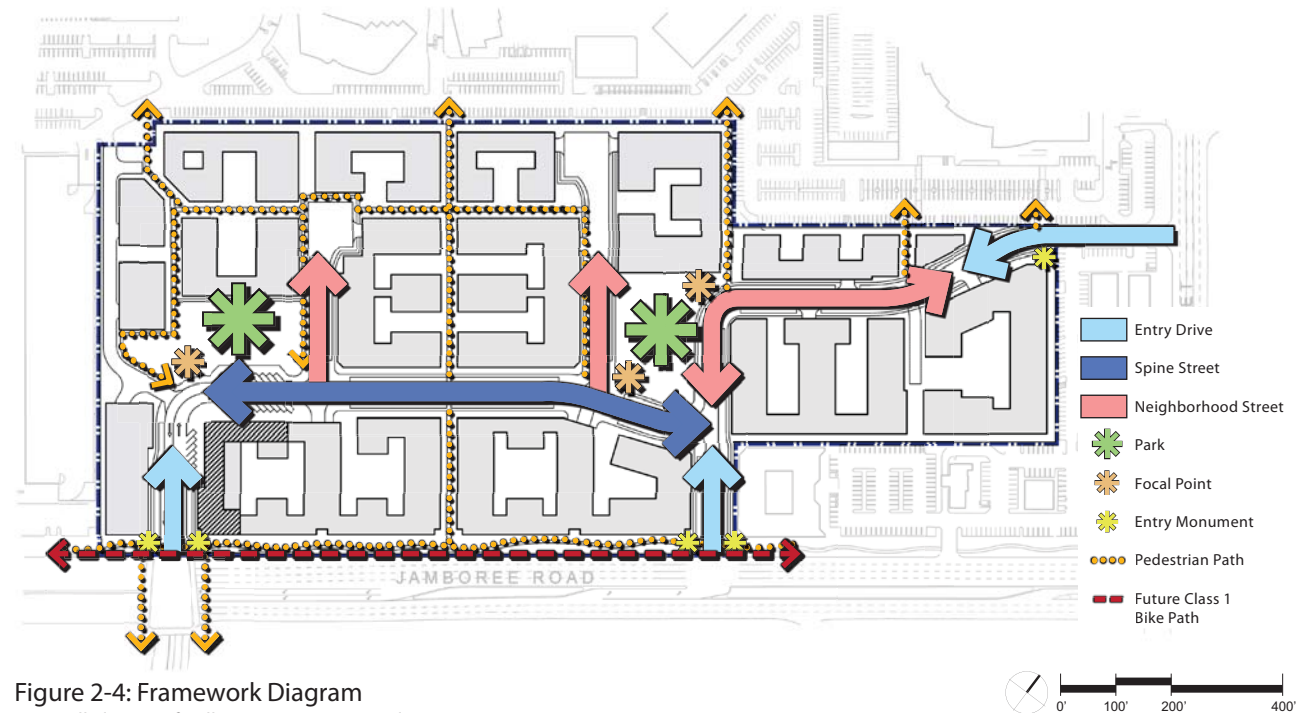 Entry Drive
Spine Street
Neighborhood Street
Park
Focal Point
Entry Monument
Pedestrian Path
Future Class 1
Bike Path
JAMBOREE ROAD
Figure 2-4: Framework Diagram
0' 100' 200' 400'